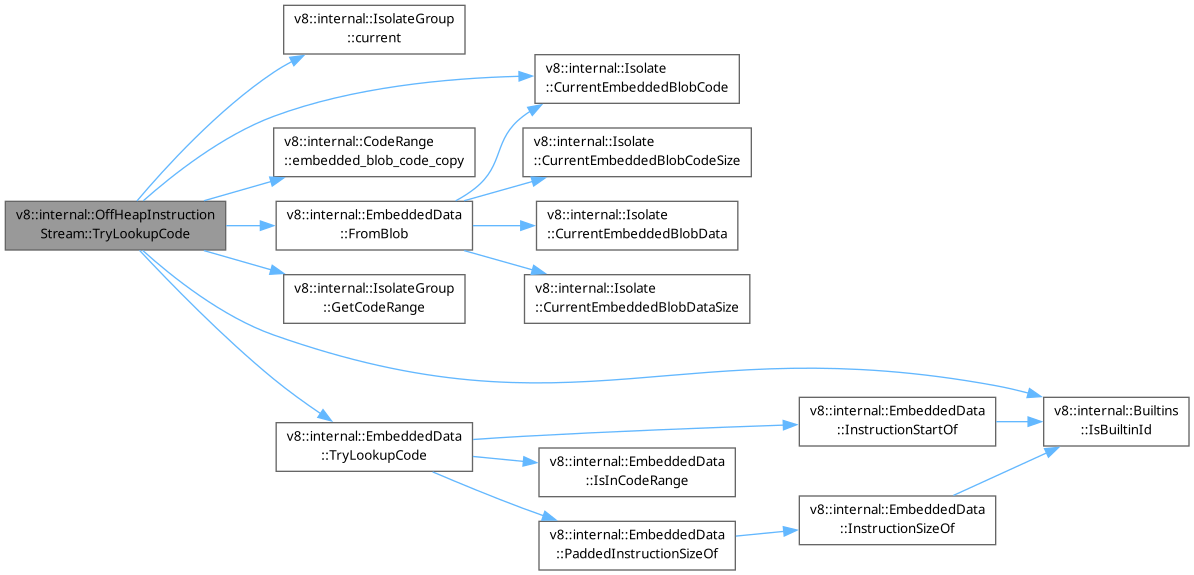 v8::internal::IsolateGroup
::current
v8::internal::Isolate
::CurrentEmbeddedBlobCode
v8::internal::CodeRange
::embedded_blob_code_copy
v8::internal::Isolate
::CurrentEmbeddedBlobCodeSize
v8::internal::OffHeapInstruction
Stream::TryLookupCode
v8::internal::EmbeddedData
::FromBlob
v8::internal::Isolate
::CurrentEmbeddedBlobData
v8::internal::IsolateGroup
::GetCodeRange
v8::internal::Isolate
::CurrentEmbeddedBlobDataSize
v8::internal::EmbeddedData
::TryLookupCode
v8::internal::EmbeddedData
::InstructionStartOf
v8::internal::Builtins
::IsBuiltinId
v8::internal::EmbeddedData
::IsInCodeRange
v8::internal::EmbeddedData
::InstructionSizeOf
v8::internal::EmbeddedData
::PaddedInstructionSizeOf